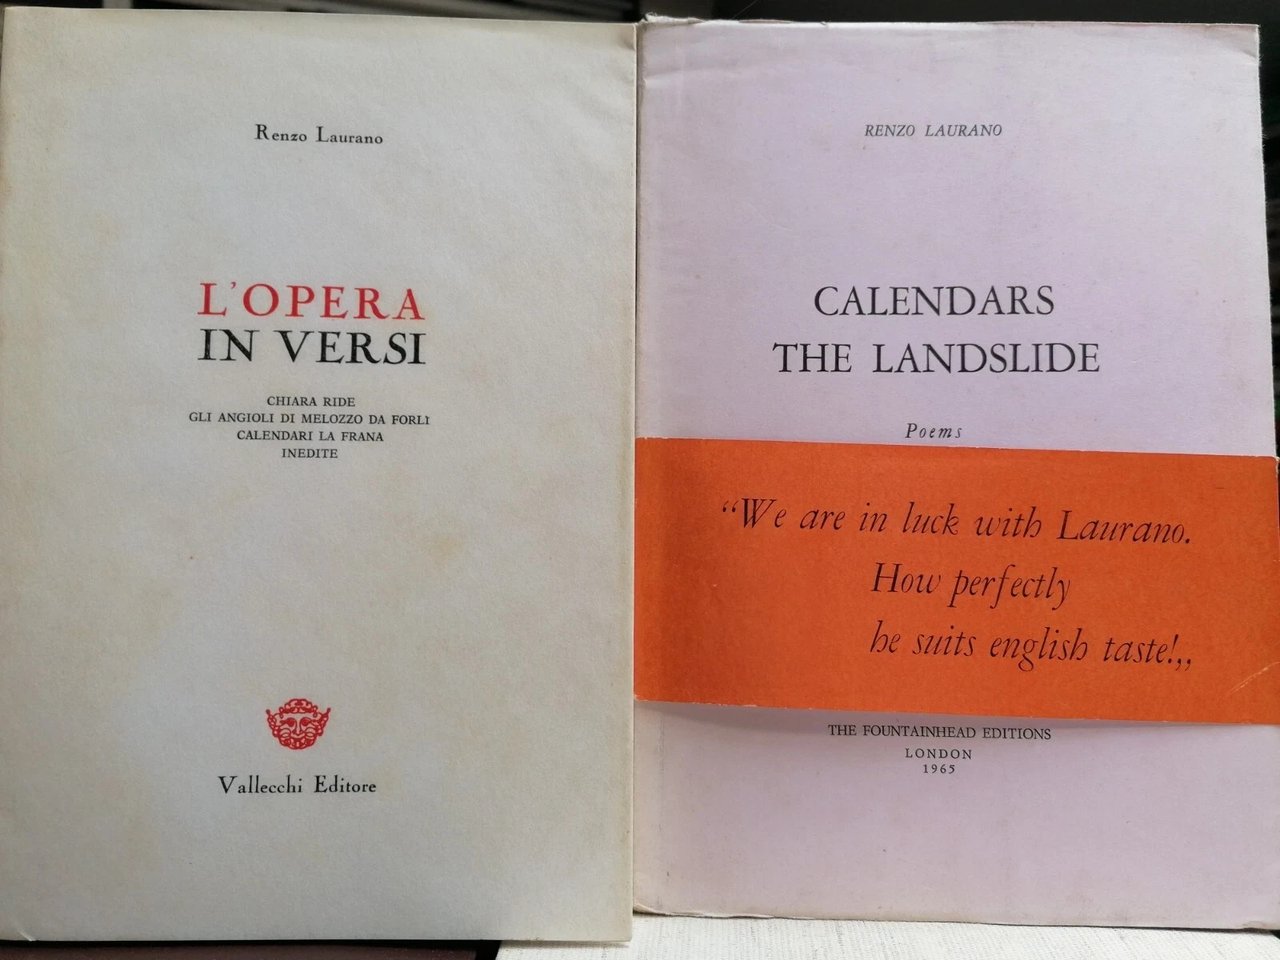 Renzo Laurano
L'OPERA
IN VERSI
CHIARA RIDE
GLI ANGIOLI DI MELOZZO DA FORLÌ
CALENDARI LA FRANA
INEDITE
Vallecchi Editore
RENZO LAURANO
CALENDARS
THE LANDSLIDE
Poems
“We are in luck with Laurano.
How perfectly
he suits english taste!„
THE FOUNTAINHEAD EDITIONS
LONDON
1965